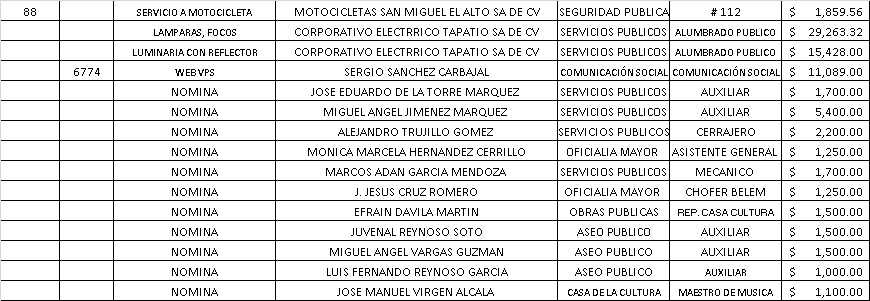 88 SERVICIO A MOTOCICLETA MOTOCICLETAS SAN MIGUEL EL ALTO SA DE CV SEGURIDAD PUBLICA # 112 $ 1,859.56
LAMPARAS, FOCOS CORPORATIVO ELECTRRICO TAPATIO SA DE CV SERVICIOS PUBLICOS ALUMBRADO PUBLICO $ 29,263.32
LUMINARIA CON REFLECTOR CORPORATIVO ELECTRRICO TAPATIO SA DE CV SERVICIOS PUBLICOS ALUMBRADO PUBLICO $ 15,428.00
6774 WEB VPS SERGIO SANCHEZ CARBAJAL COMUNICACIÓN SOCIAL COMUNICACIÓN SOCIAL $ 11,089.00
NOMINA JOSE EDUARDO DE LA TORRE MARQUEZ SERVICIOS PUBLICOS AUXILIAR $ 1,700.00
NOMINA MIGUEL ANGEL JIMENEZ MARQUEZ SERVICIOS PUBLICOS AUXILIAR $ 5,400.00
NOMINA ALEJANDRO TRUJILLO GOMEZ SERVICIOS PUBLICOS CERRAJERO $ 2,200.00
NOMINA MONICA MARCELA HERNANDEZ CERRILLO OFICIALIA MAYOR ASISTENTE GENERAL $ 1,250.00
NOMINA MARCOS ADAN GARCIA MENDOZA SERVICIOS PUBLICOS MECANICO $ 1,700.00
NOMINA J. JESUS CRUZ ROMERO OFICIALIA MAYOR CHOFER BELEM $ 1,250.00
NOMINA EFRAIN DAVILA MARTIN OBRAS PUBLICAS REP. CASA CULTURA $ 1,500.00
NOMINA JUVENAL REYNOSO SOTO ASEO PUBLICO AUXILIAR $ 1,500.00
NOMINA MIGUEL ANGEL VARGAS GUZMAN ASEO PUBLICO AUXILIAR $ 1,500.00
NOMINA LUIS FERNANDO REYNOSO GARCIA ASEO PUBLICO AUXILIAR $ 1,000.00
NOMINA JOSE MANUEL VIRGEN ALCALA CASA DE LA CULTURA MAESTRO DE MUSICA $ 1,100.00